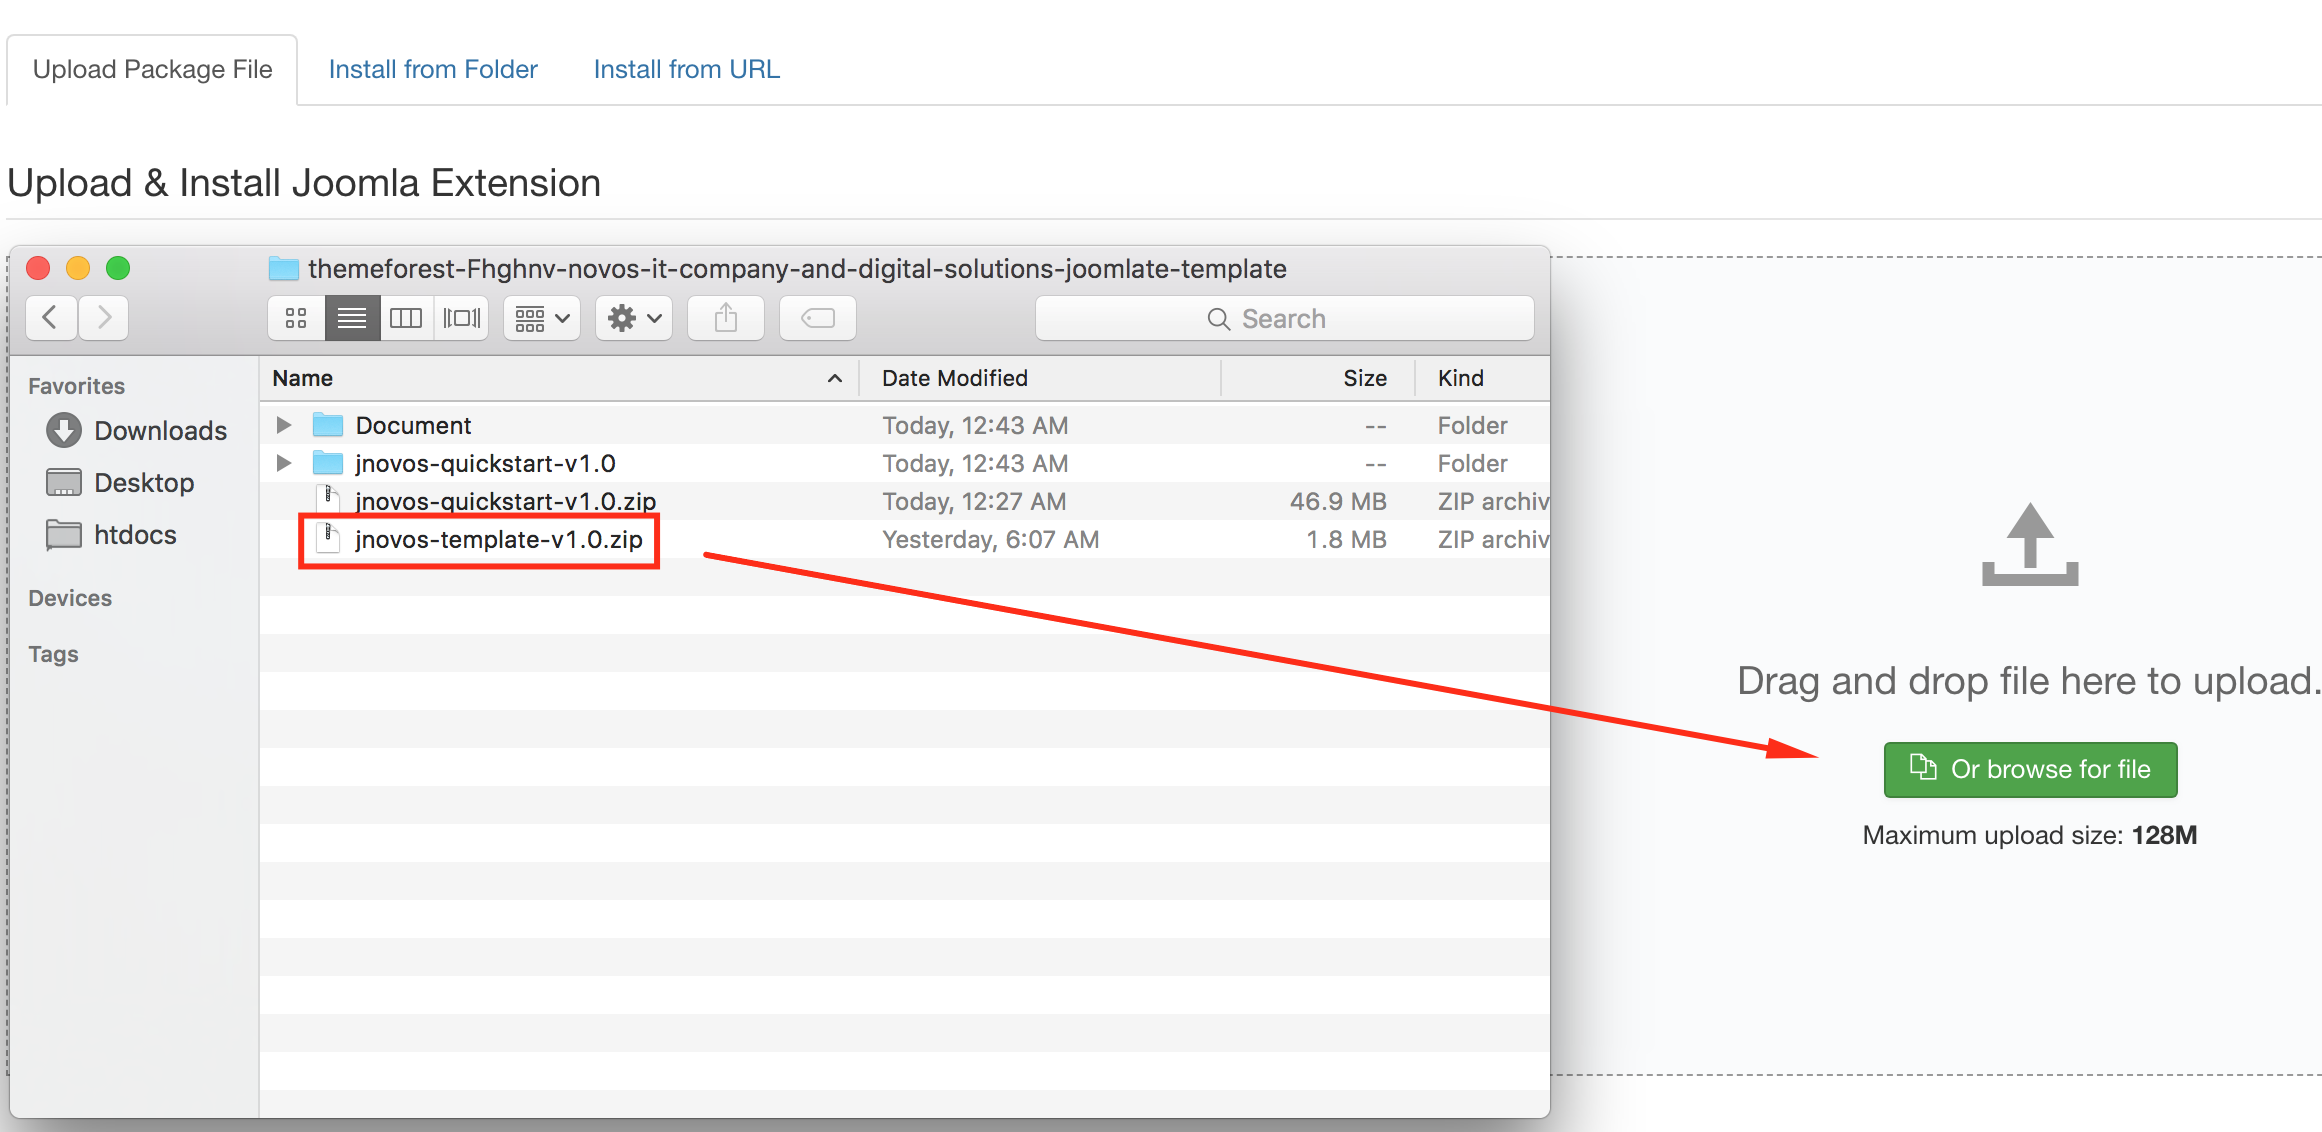 Upload Package File Install from Folder Install from URL
Upload & Install Joomla Extension
themeforest-Fhghnv-novos-it-company-and-digital-solutions-joomlate-template
Search
Favorites
Downloads
Desktop
htdocs
Devices
Tags
Name Date Modified Size Kind
Document Today, 12:43 AM -- Folder
jnovos-quickstart-v1.0 Today, 12:43 AM -- Folder
jnovos-quickstart-v1.0.zip Today, 12:27 AM 46.9 MB ZIP archiv
jnovos-template-v1.0.zip Yesterday, 6:07 AM 1.8 MB ZIP archiv
Drag and drop file here to upload.
Or browse for file
Maximum upload size: 128M